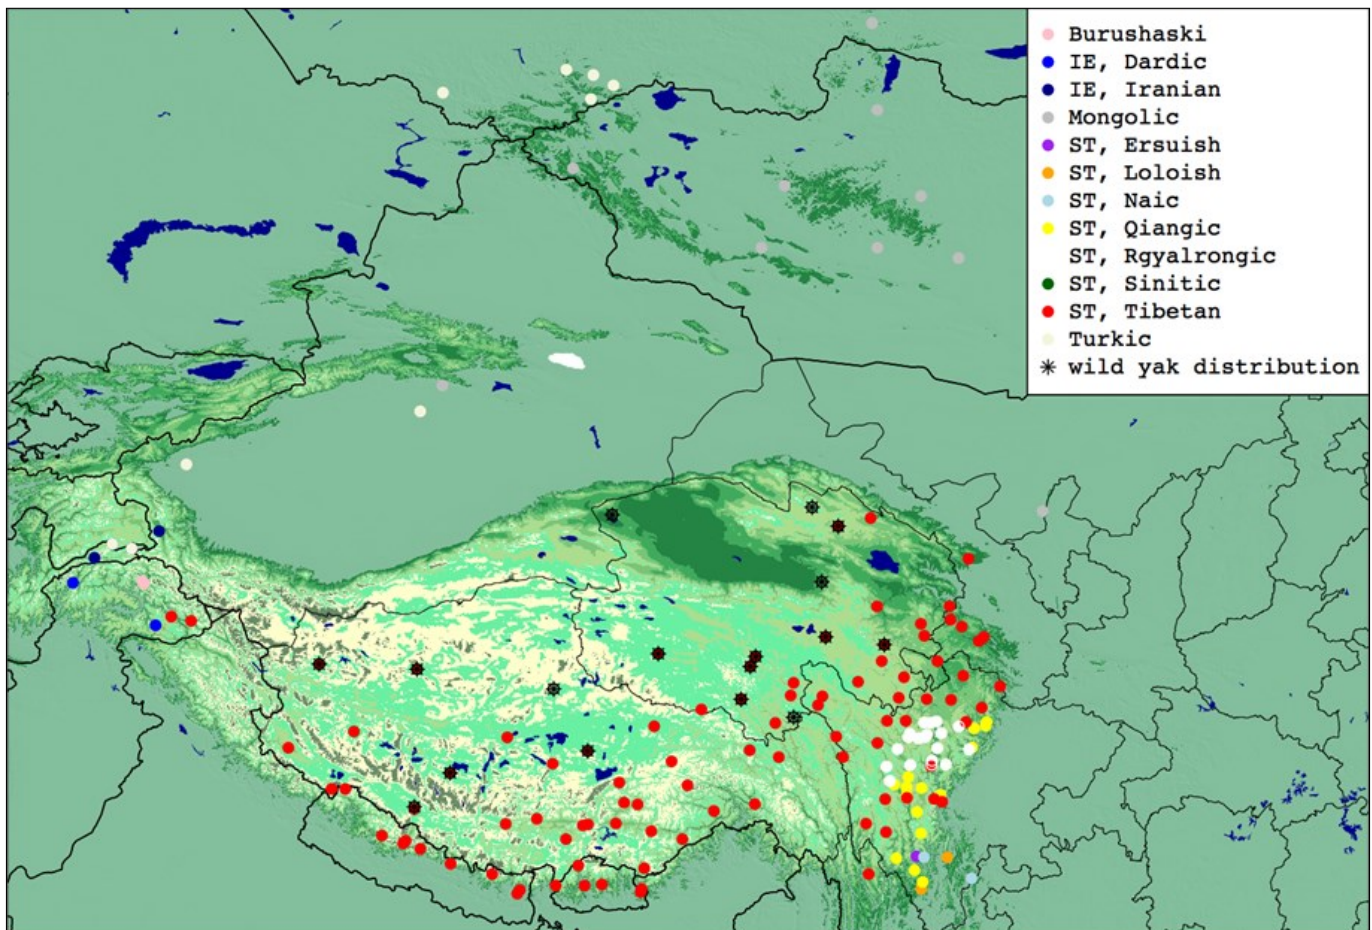 Burushaski
IE, Dardic
IE, Iranian
Mongolic
ST, Ersuish
ST, Loloish
ST, Naic
ST, Qiangic
ST, Rgyalrongic
ST, Sinitic
ST, Tibetan
Turkic
wild yak distribution